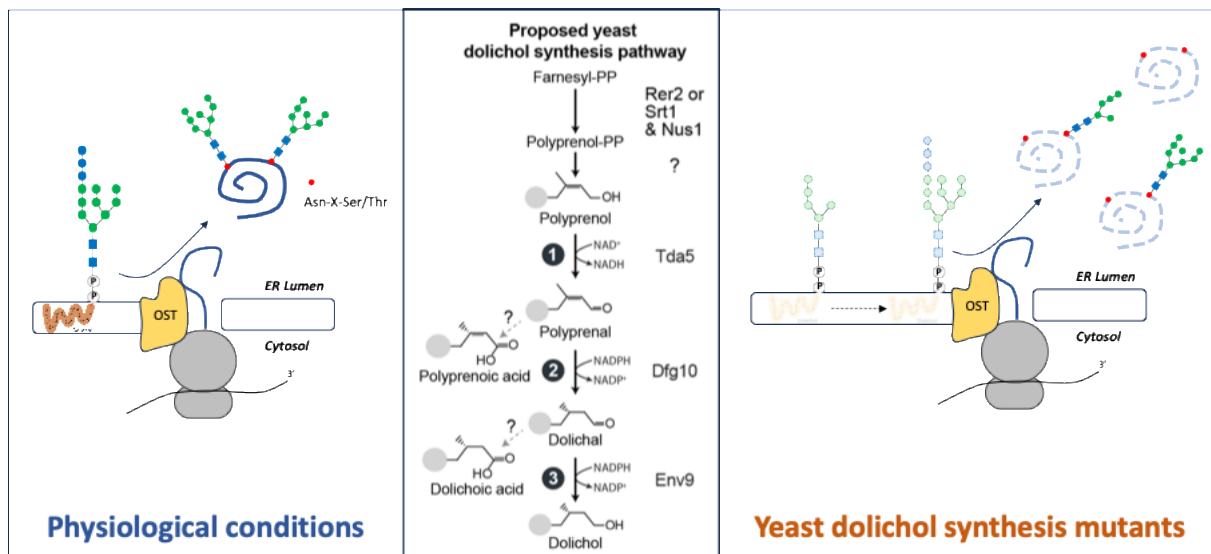 P
P
OST
Asn-X-Ser/Thr
ER Lumen
Cytosol
3’
Physiological conditions
Proposed yeast
dolichol synthesis pathway
Farnesyl-PP
Rer2 or
Srt1
& Nus1
Polyprenol-PP
?
OH
Polyprenol
1
NAD⁺
NADH
Tda5
O
Polyprenal
?
O
HO
Polyprenoic acid
2
NADPH
NADP⁺
Dfg10
O
Dolichal
?
O
HO
Dolichoic acid
3
NADPH
NADP⁺
Env9
OH
Dolichol
P
P
P
P
OST
ER Lumen
Cytosol
3’
Yeast dolichol synthesis mutants